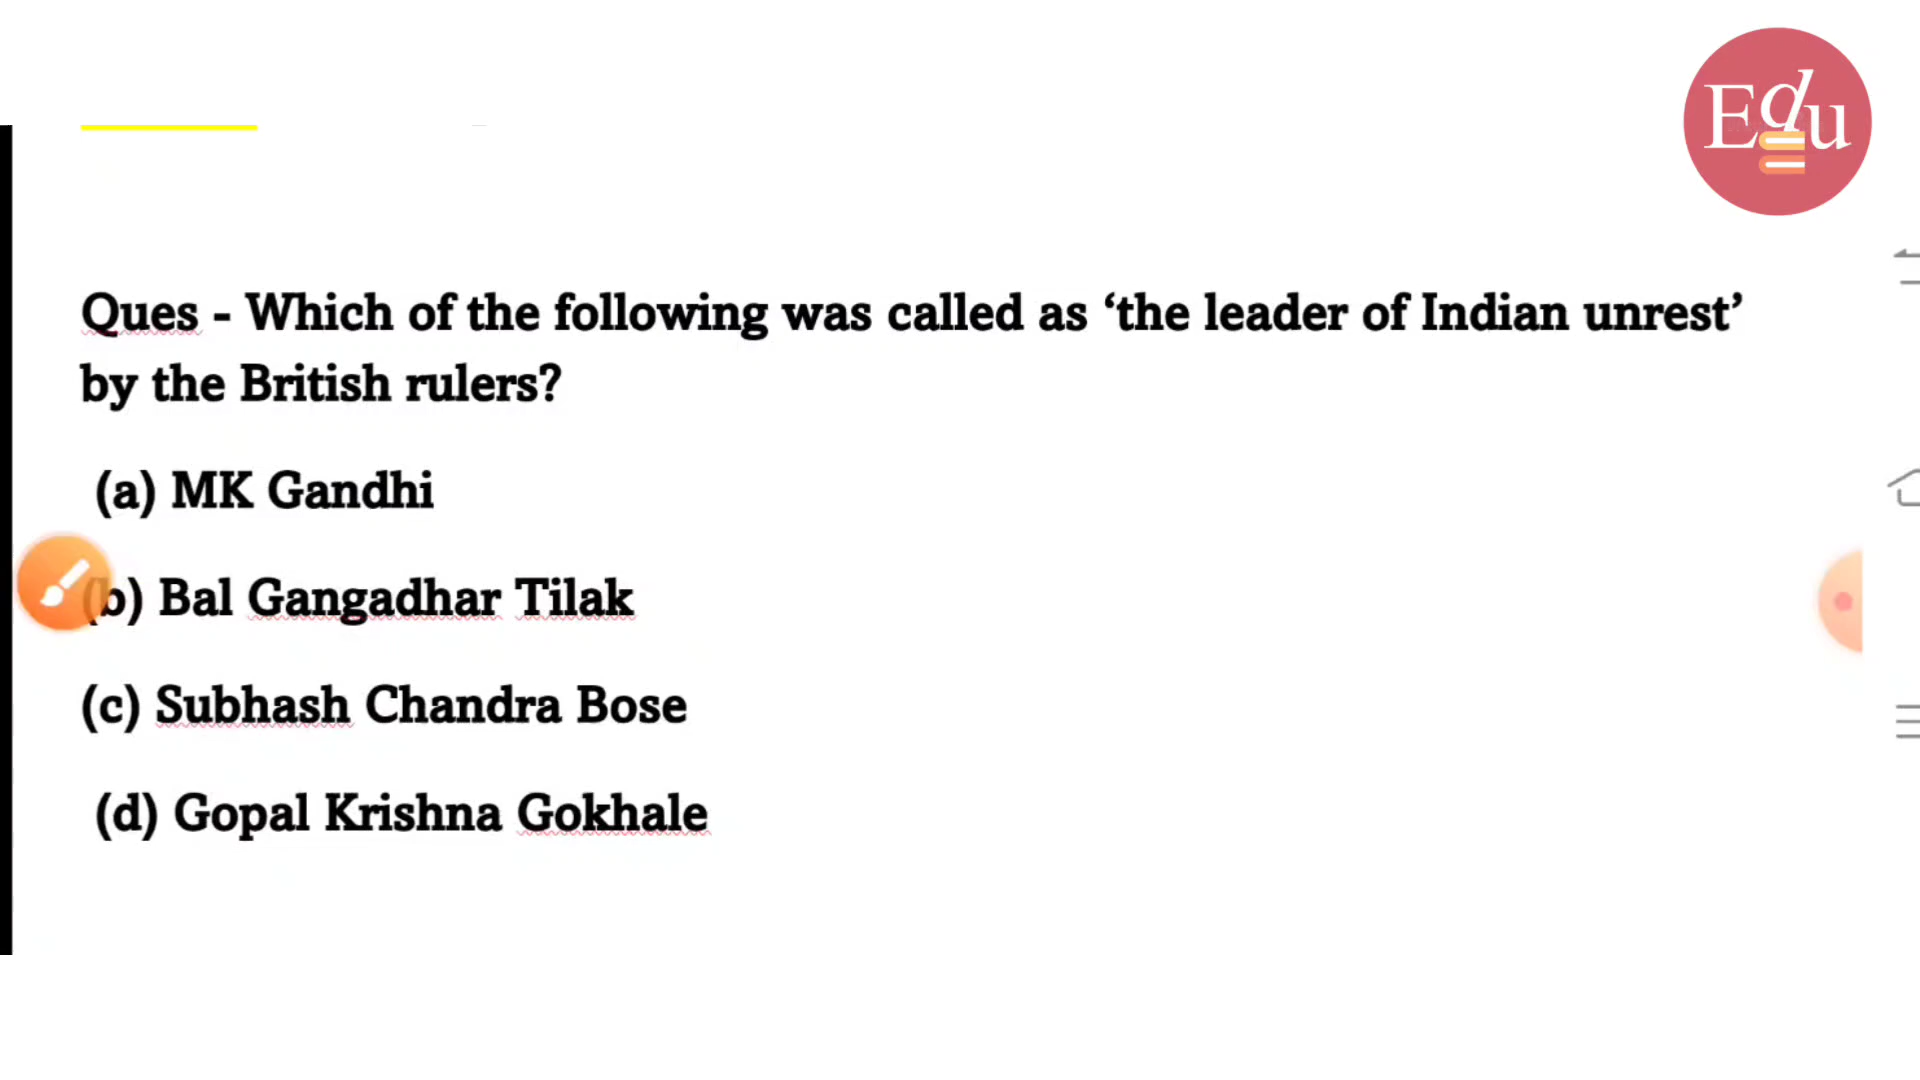 Edu
Ques - Which of the following was called as ‘the leader of Indian unrest’
by the British rulers?
(a) MK Gandhi
(b) Bal Gangadhar Tilak
(c) Subhash Chandra Bose
(d) Gopal Krishna Gokhale